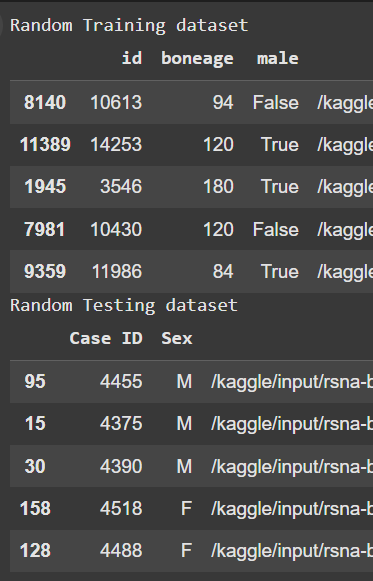 Random Training dataset
id boneage male
8140 10613 94 False /kaggle
11389 14253 120 True /kaggle
1945 3546 180 True /kaggle
7981 10430 120 False /kaggle
9359 11986 84 True /kaggle
Random Testing dataset
Case ID Sex
95 4455 M /kaggle/input/rsna-b
15 4375 M /kaggle/input/rsna-b
30 4390 M /kaggle/input/rsna-b
158 4518 F /kaggle/input/rsna-b
128 4488 F /kaggle/input/rsna-b